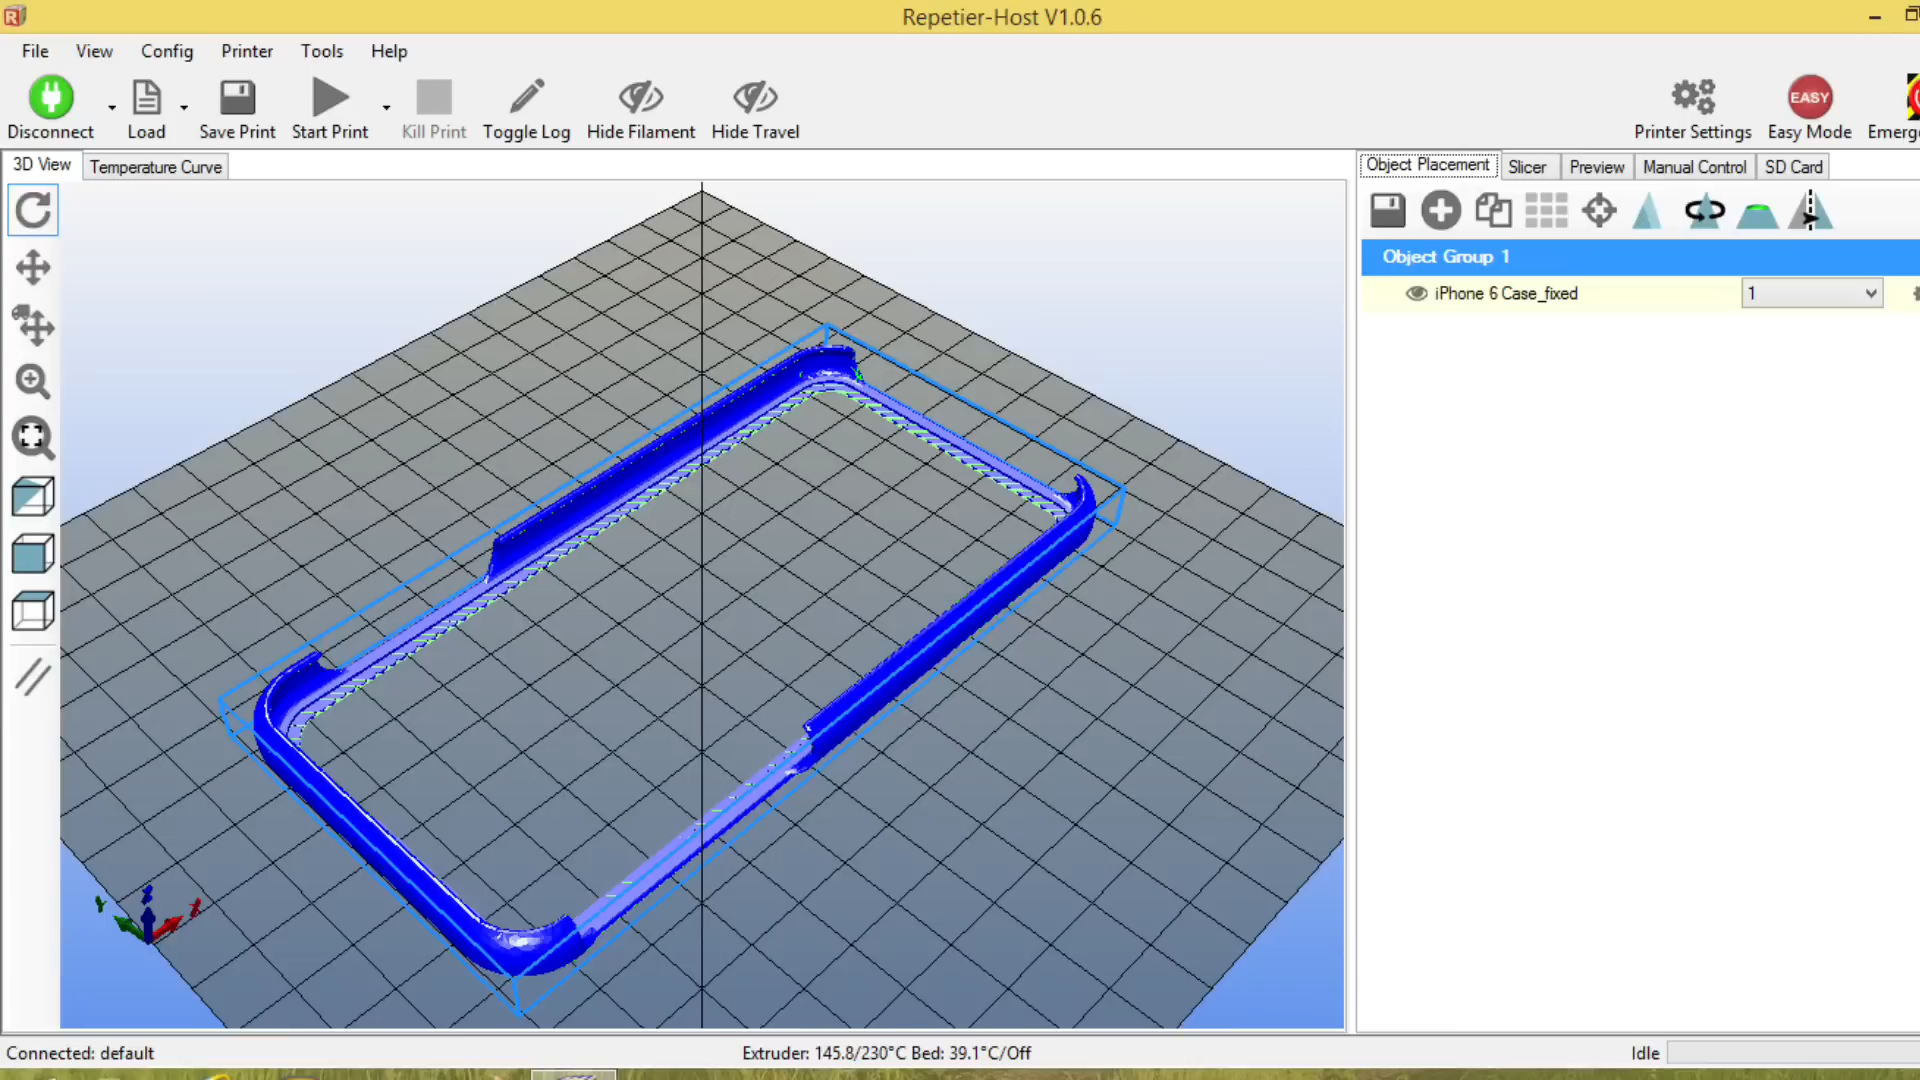 Repetier-Host V1.0.6
File View Config Printer Tools Help
Disconnect Load Save Print Start Print Kill Print Toggle Log Hide Filament Hide Travel Printer Settings EASY Easy Mode Emerg
3D View Temperature Curve
Object Placement Slicer Preview Manual Control SD Card
Object Group 1
iPhone 6 Case_fixed 1
Connected: default
Extruder: 145.8/230°C Bed: 39.1°C/Off
Idle